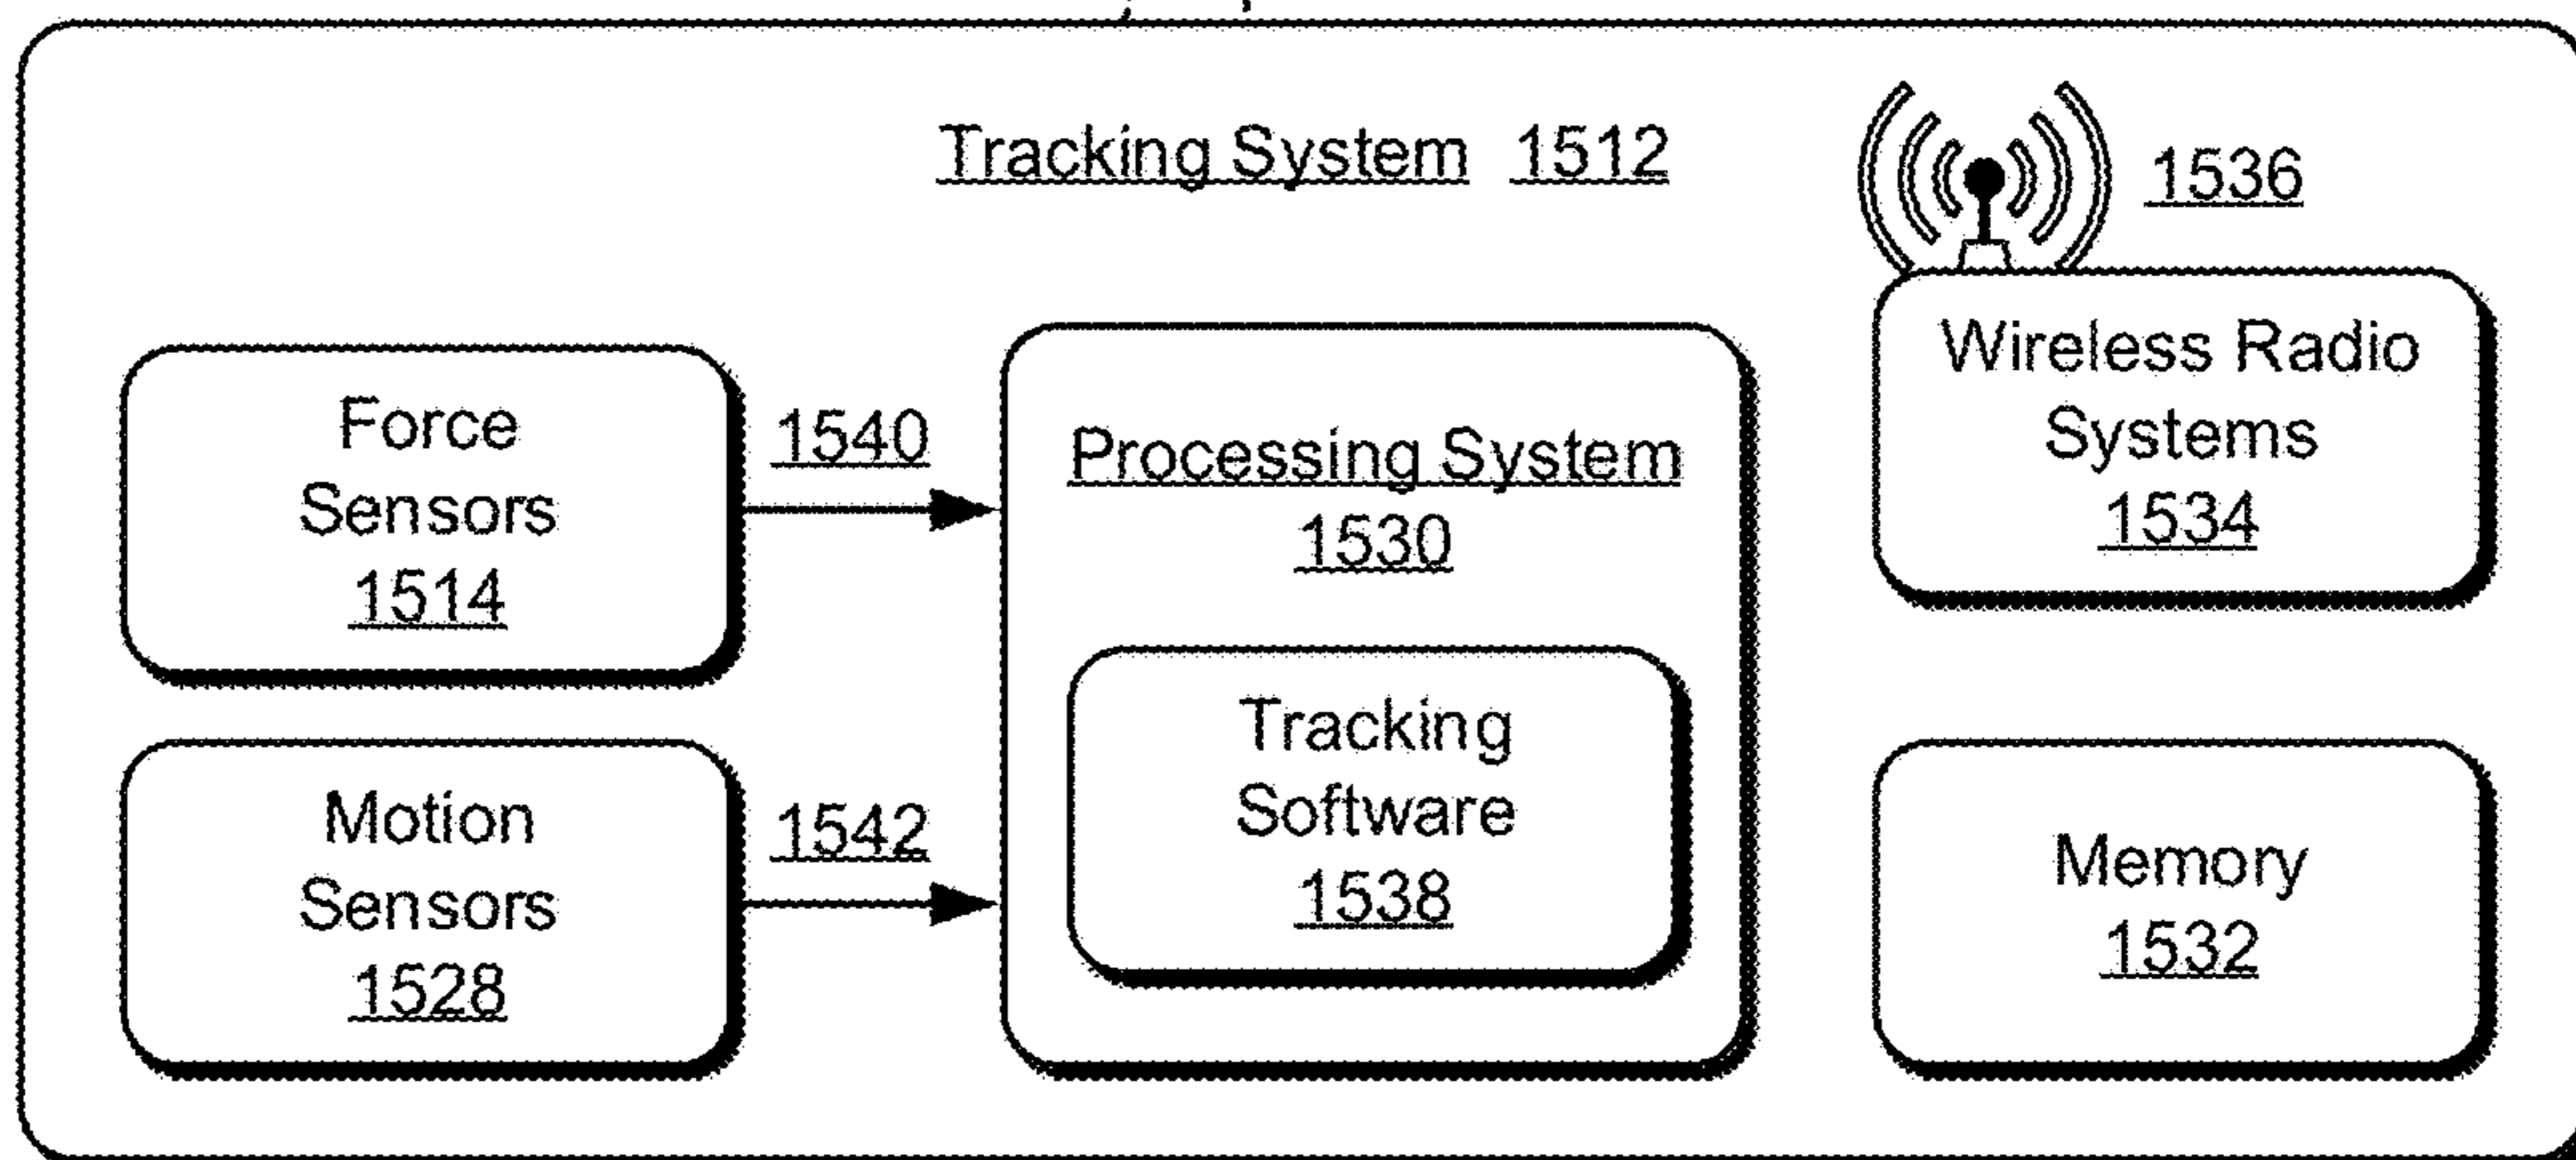 Tracking System 1512
1536
Force
Sensors
1514
1540
Motion
Sensors
1528
1542
Processing System
1530
Tracking
Software
1538
Wireless Radio
Systems
1534
Memory
1532